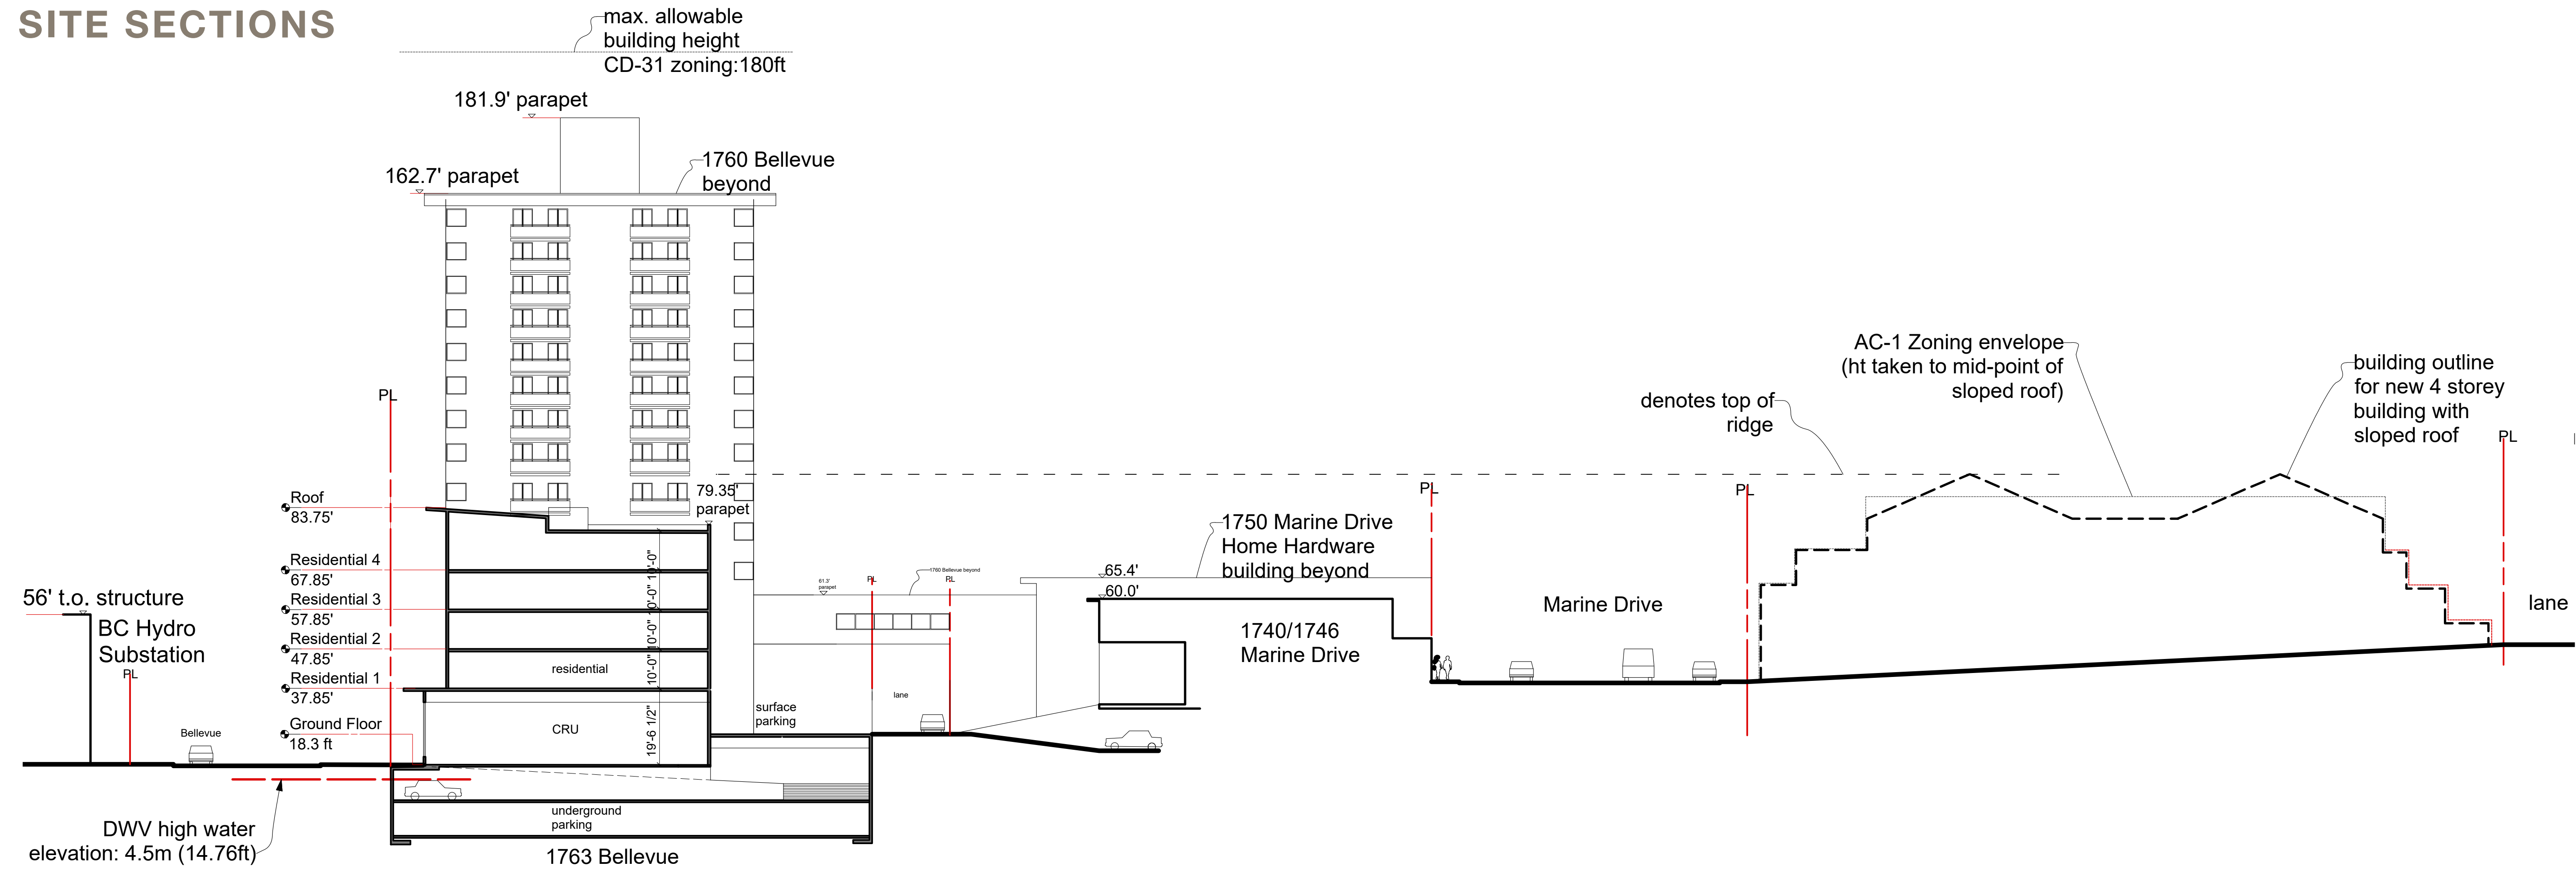 SITE SECTIONS
max. allowable
building height
CD-31 zoning:180ft
181.9' parapet
162.7' parapet
1760 Bellevue
beyond
PL
Roof
83.75'
79.35'
parapet
Residential 4
67.85'
Residential 3
57.85'
Residential 2
47.85'
Residential 1
37.85'
Ground Floor
18.3 ft
10'-0"
10'-0"
10'-0"
10'-0"
19'-6 1/2"
residential
CRU
underground
parking
1763 Bellevue
56' t.o. structure
BC Hydro
Substation
PL
Bellevue
DWV high water
elevation: 4.5m (14.76ft)
surface
parking
61.3'
parapet
PL
1760 Bellevue beyond
PL
lane
65.4'
60.0'
1750 Marine Drive
Home Hardware
building beyond
1740/1746
Marine Drive
PL
Marine Drive
PL
denotes top of
ridge
AC-1 Zoning envelope
(ht taken to mid-point of
sloped roof)
building outline
for new 4 storey
building with
sloped roof
PL
lane